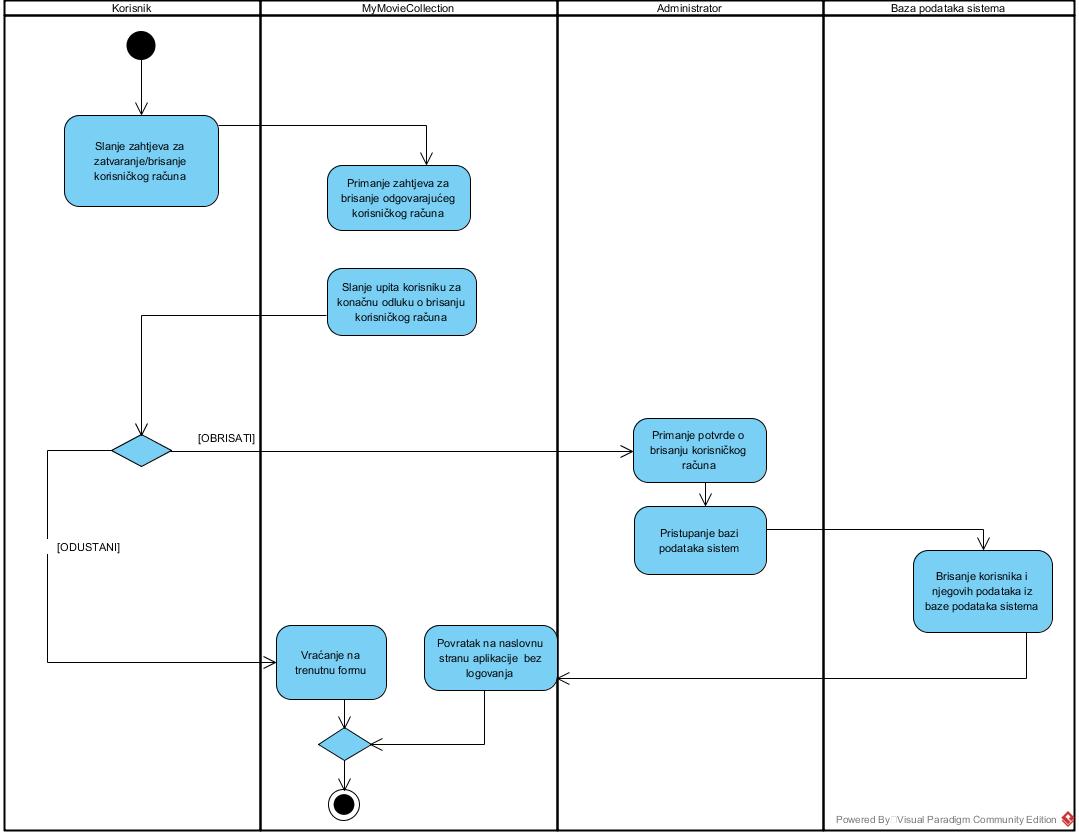 Korisnik
MyMovieCollection
Administrator
Baza podataka sistema
Slanje zahtjeva za
zatvaranje/brisanje
korisničkog računa
Primanje zahtjeva za
brisanje odgovarajućeg
korisničkog računa
Slanje upita korisniku za
konačnu odluku o brisanju
korisničkog računa
[OBRISATI]
Primanje potvrde o
brisanju korisničkog
računa
Pristupanje bazi
podataka sistem
[ODUSTANI]
Brisanje korisnika i
njegovih podataka iz
baze podataka sistema
Vraćanje na
trenutnu formu
Povratak na naslovnu
stranu aplikacije bez
logovanja
Powered By Visual Paradigm Community Edition